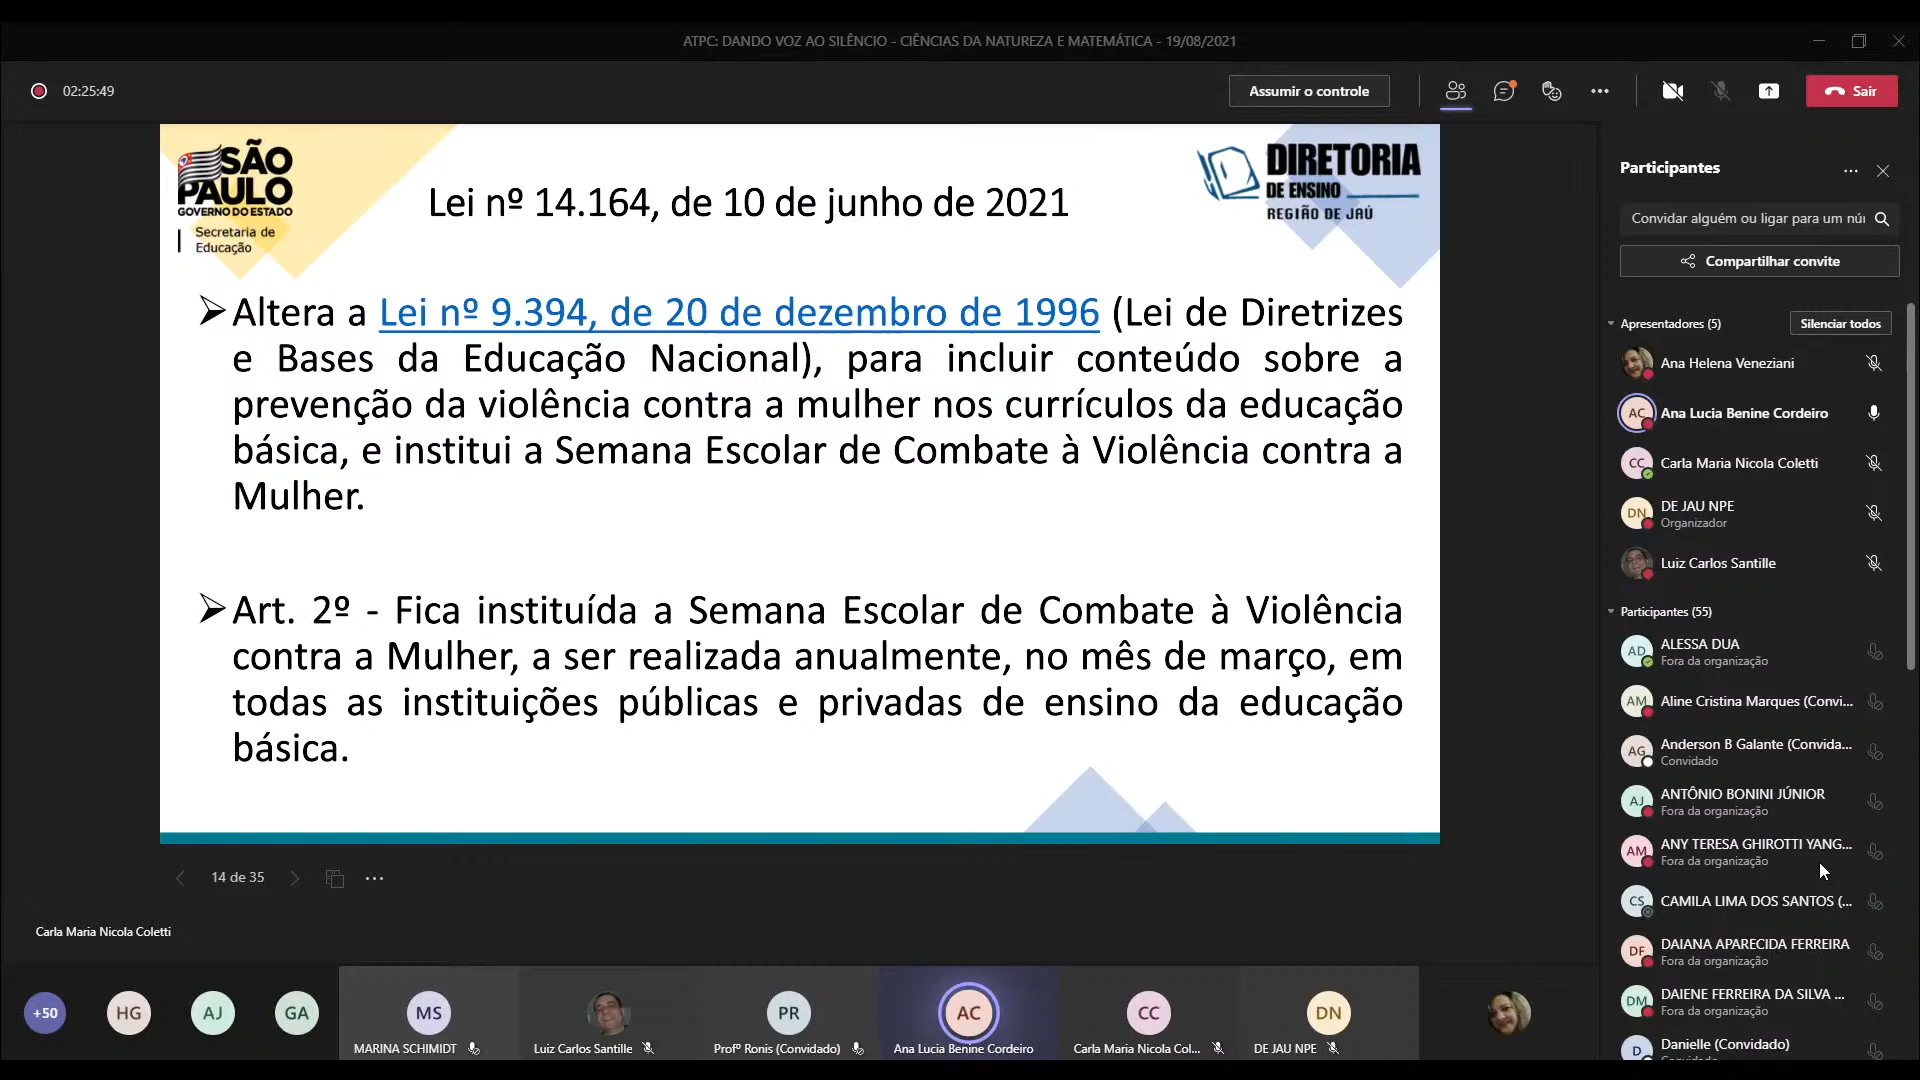 ATPC: DANDO VOZ AO SILÊNCIO - CIÊNCIAS DA NATUREZA E MATEMÁTICA - 19/08/2021
02:25:49
Assumir o controle
Sair
SÃO
PAULO
GOVERNO DO ESTADO
Secretaria de
Educação
Lei nº 14.164, de 10 de junho de 2021
DIRETORIA
DE ENSINO
REGIÃO DE JAÚ
Altera a Lei nº 9.394, de 20 de dezembro de 1996 (Lei de Diretrizes
e Bases da Educação Nacional), para incluir conteúdo sobre a
prevenção da violência contra a mulher nos currículos da educação
básica, e institui a Semana Escolar de Combate à Violência contra a
Mulher.
Art. 2º - Fica instituída a Semana Escolar de Combate à Violência
contra a Mulher, a ser realizada anualmente, no mês de março, em
todas as instituições públicas e privadas de ensino da educação
básica.
14 de 35
Carla Maria Nicola Coletti
+50
HG
AJ
GA
MS
MARINA SCHIMIDT
Luiz Carlos Santille
PR
Profº Ronis (Convidado)
AC
Ana Lucia Benine Cordeiro
CC
Carla Maria Nicola Col...
DN
DE JAU NPE
Participantes
Convidar alguém ou ligar para um nú
Compartilhar convite
Apresentadores (5)
Silenciar todos
Ana Helena Veneziani
AC
Ana Lucia Benine Cordeiro
CC
Carla Maria Nicola Coletti
DN
DE JAU NPE
Organizador
Luiz Carlos Santille
Participantes (55)
AD
ALESSA DUA
Fora da organização
AM
Aline Cristina Marques (Convi...
AG
Anderson B Galante (Convida...
Convidado
AJ
ANTÔNIO BONINI JÚNIOR
Fora da organização
AM
ANY TERESA GHIROTTI YANG...
Fora da organização
CS
CAMILA LIMA DOS SANTOS (...
DF
DAIANA APARECIDA FERREIRA
Fora da organização
DM
DAIENE FERREIRA DA SILVA ...
Fora da organização
D
Danielle (Convidado)